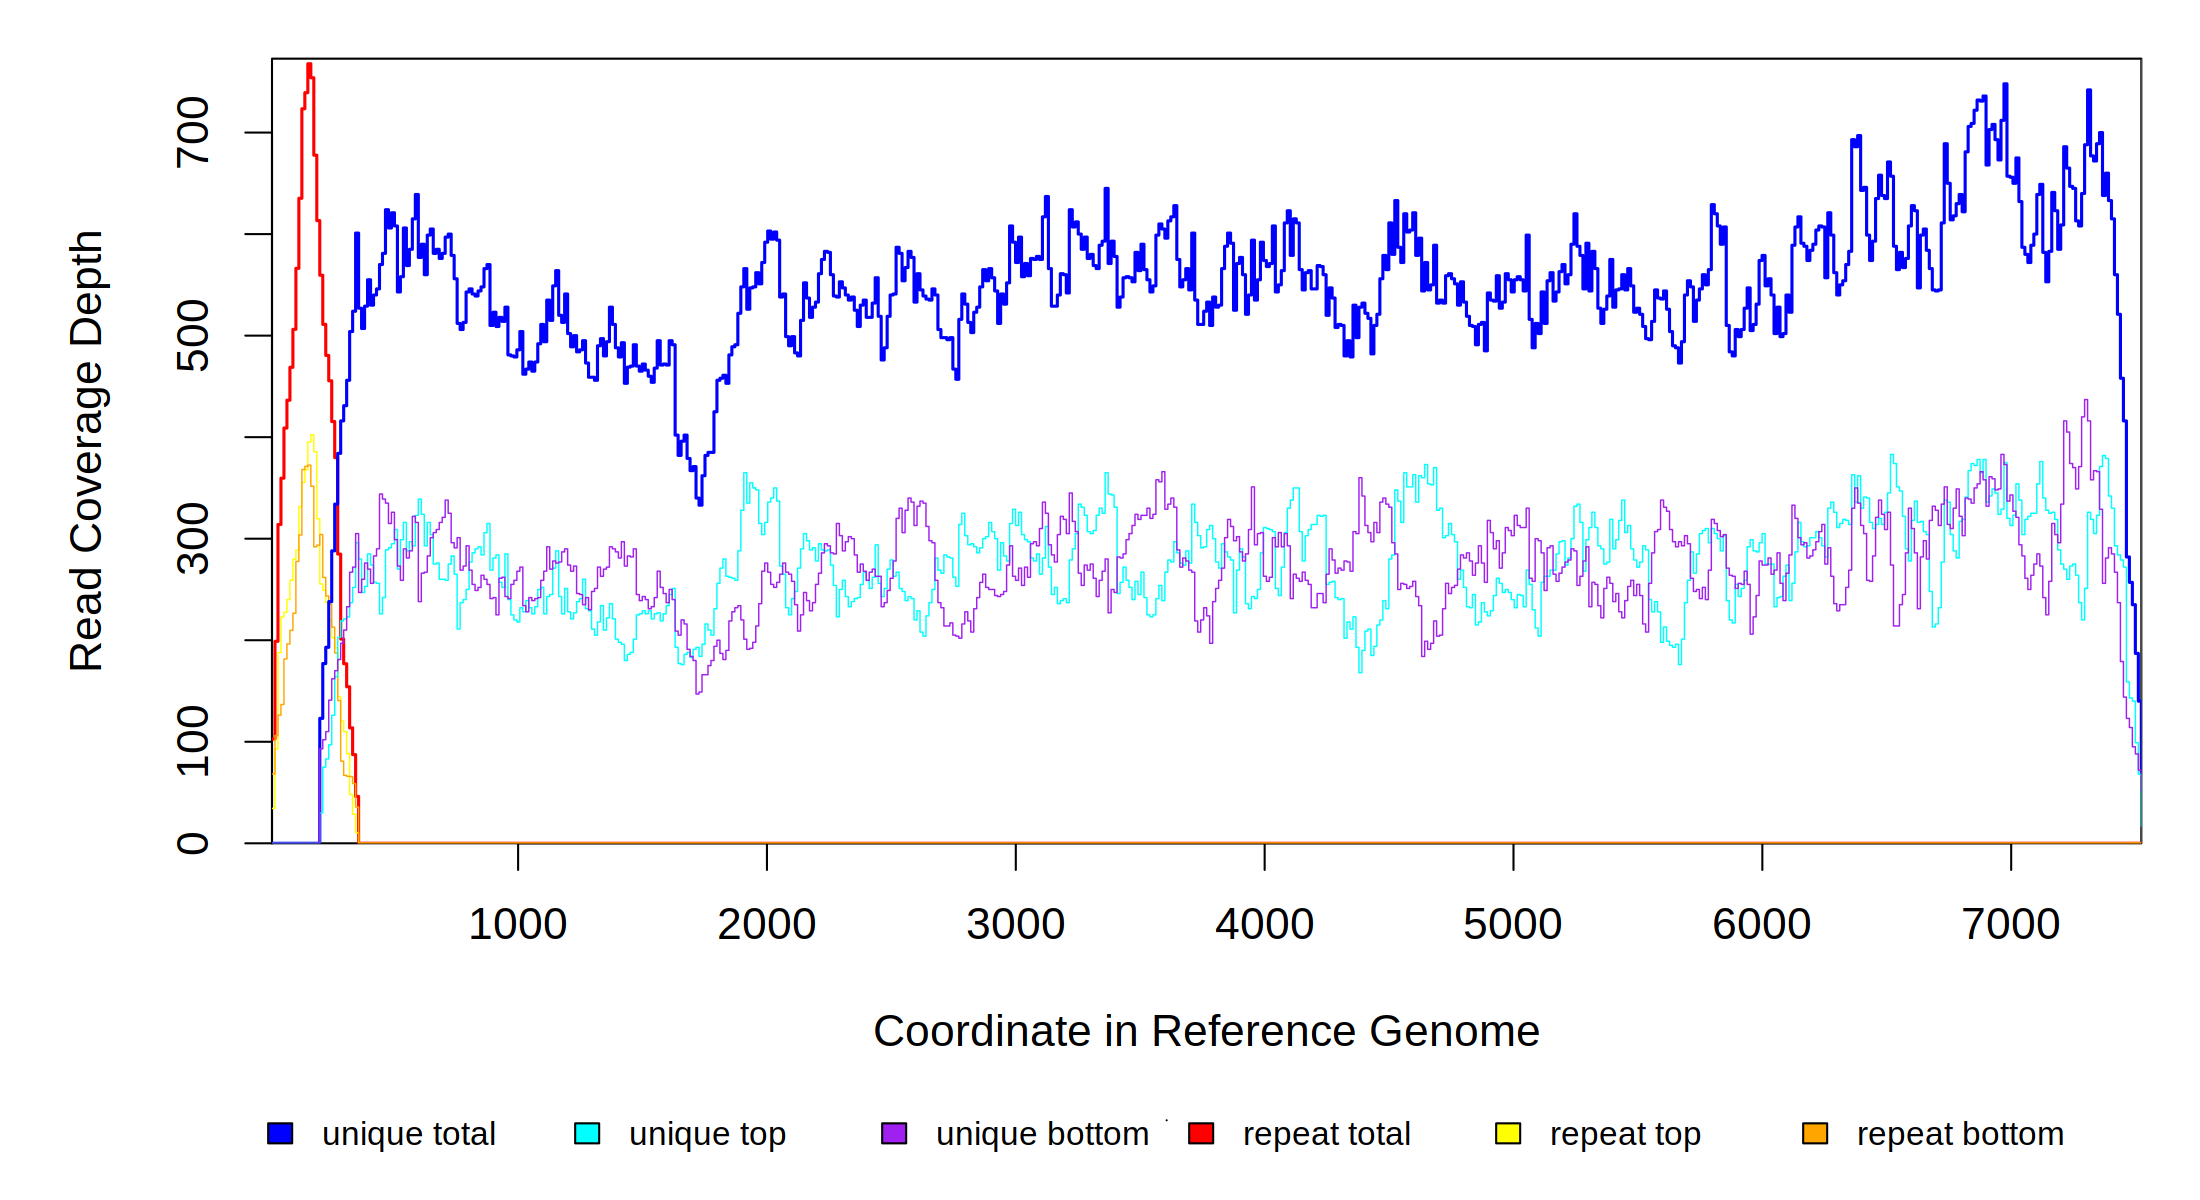 Read Coverage Depth
700
500
300
100
0
1000 2000 3000 4000 5000 6000 7000
Coordinate in Reference Genome
unique total unique top unique bottom repeat total repeat top repeat bottom